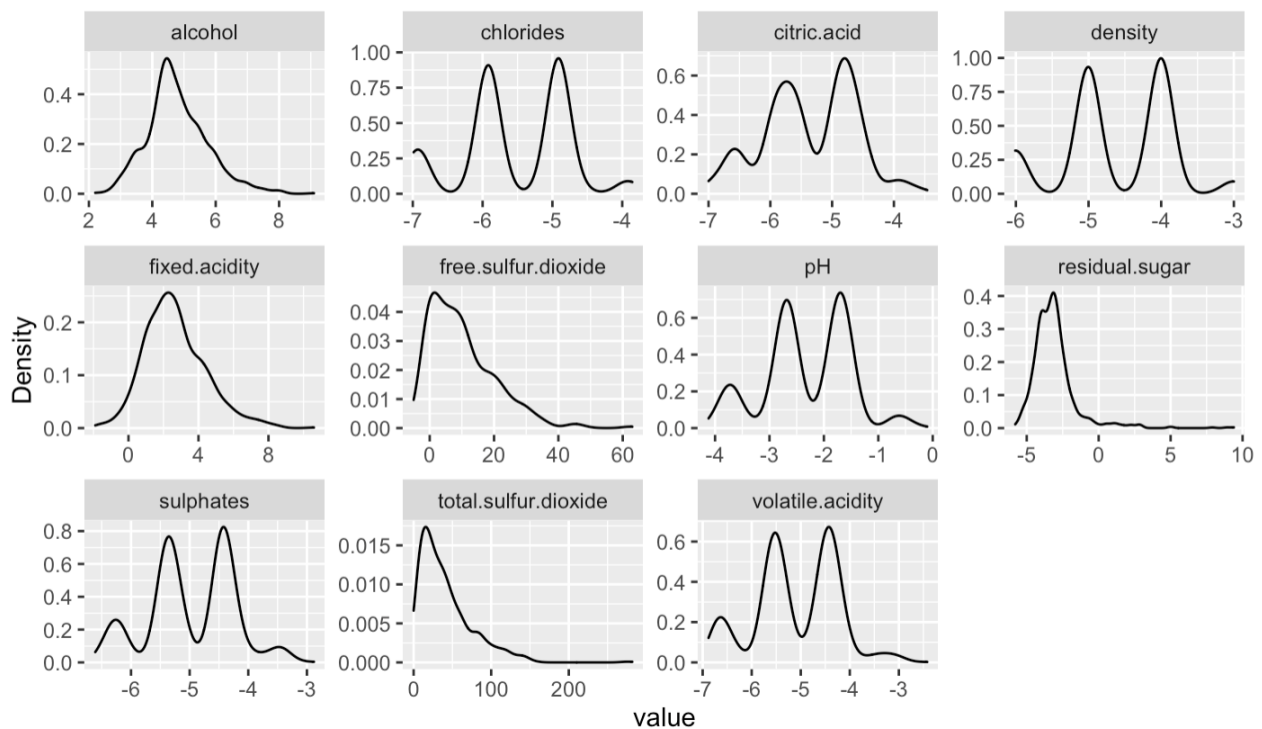 alcohol chlorides citric.acid density
0.4
0.2
0.0
2 4 6 8
1.00
0.75
0.50
0.25
0.00
-7 -6 -5 -4
0.6
0.4
0.2
0.0
-7 -6 -5 -4
1.00
0.75
0.50
0.25
0.00
-6 -5 -4 -3
fixed.acidity free.sulfur.dioxide pH residual.sugar
0.2
0.1
0.0
0 4 8
0.04
0.03
0.02
0.01
0.00
0 20 40 60
0.6
0.4
0.2
0.0
-4 -3 -2 -1 0
0.4
0.3
0.2
0.1
0.0
-5 0 5 10
Density
sulphates total.sulfur.dioxide volatile.acidity
0.8
0.6
0.4
0.2
0.0
-6 -5 -4 -3
0.015
0.010
0.005
0.000
0 100 200
0.6
0.4
0.2
0.0
-7 -6 -5 -4 -3
value